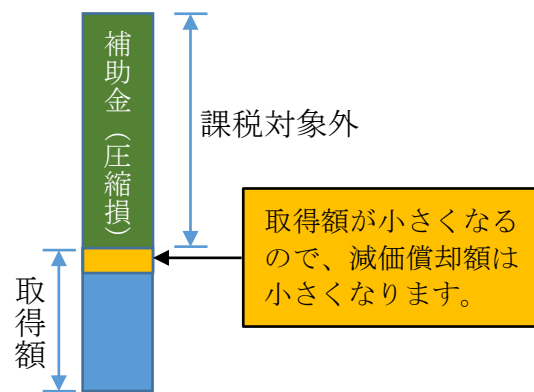 補助金（圧縮損）
課税対象外
取得額が小さくなる
ので、減価償却額は
小さくなります。
取得額